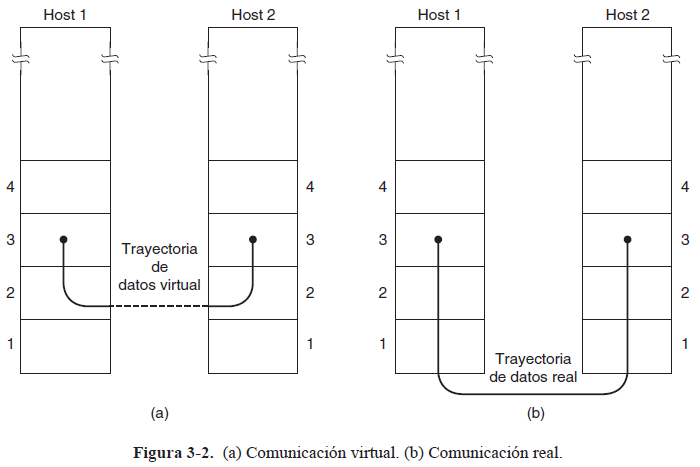 Host 1
Host 2
Host 1
Host 2
4
4
4
4
3
3
3
3
Trayectoria
de
datos virtual
2
2
2
2
1
1
1
1
Trayectoria
de datos real
(a)
(b)
Figura 3-2. (a) Comunicación virtual. (b) Comunicación real.